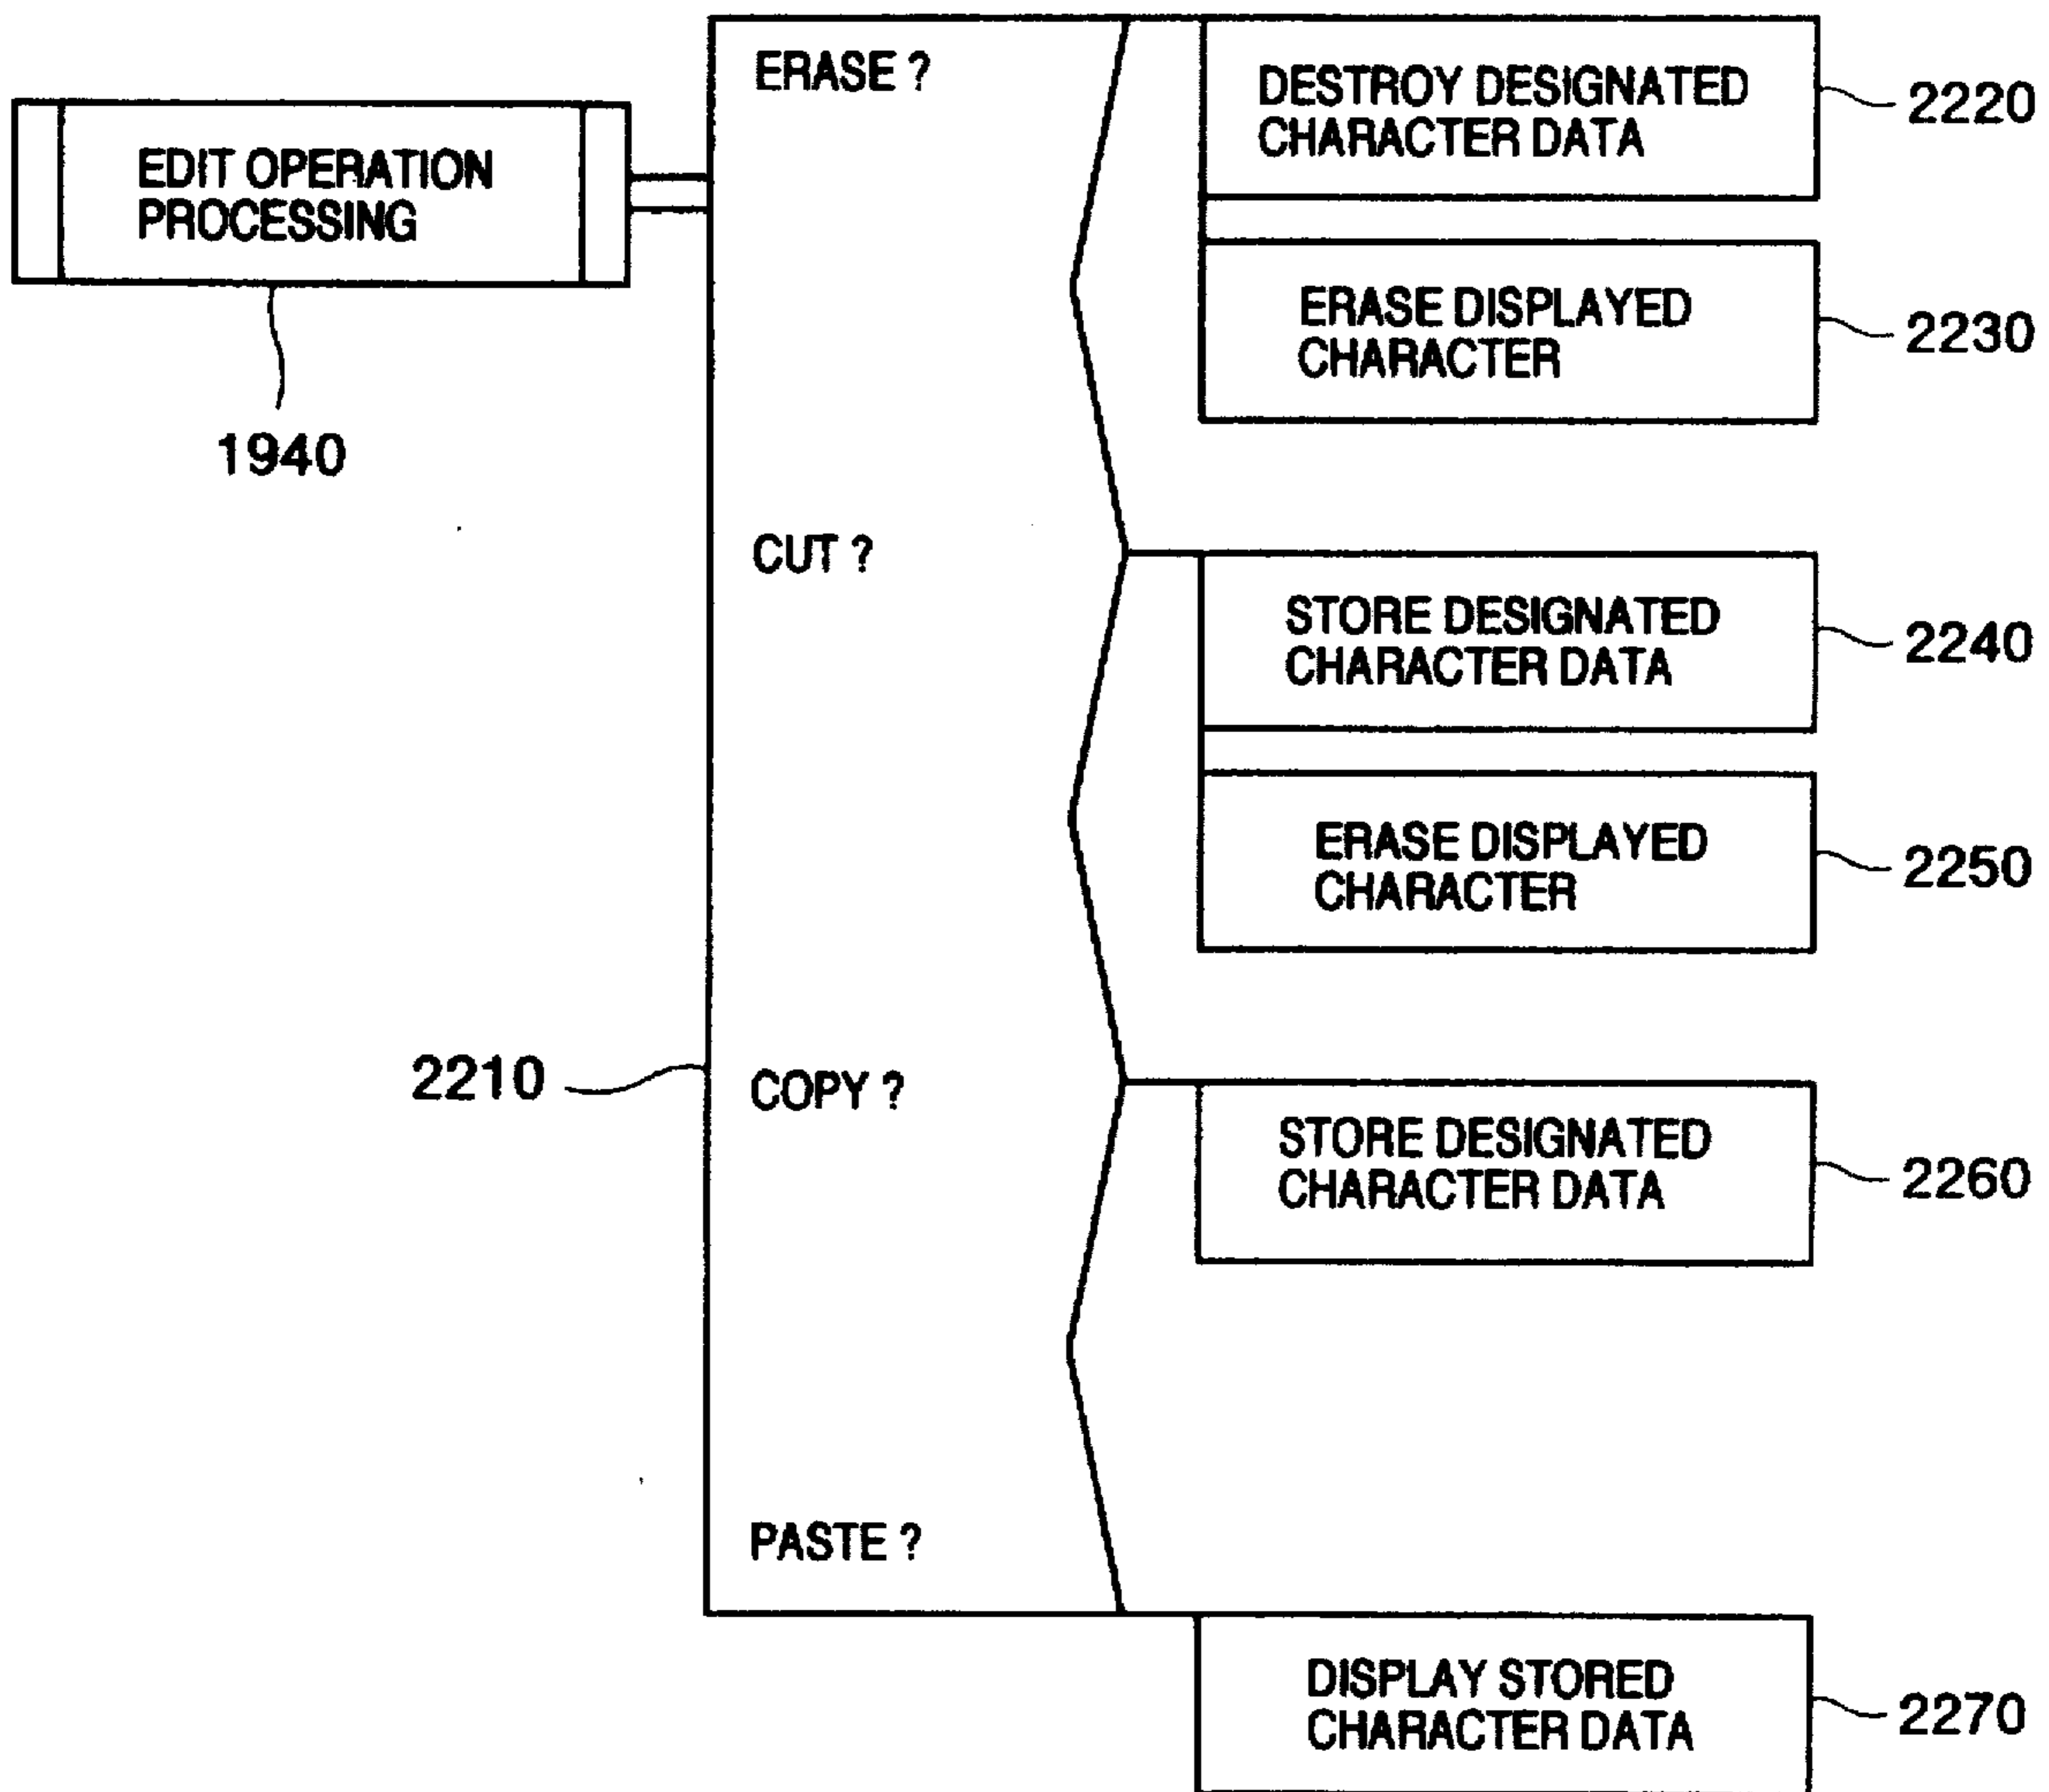 ERASE ?
DESTROY DESIGNATED
CHARACTER DATA
2220
EDIT OPERATION
PROCESSING
1940
ERASE DISPLAYED
CHARACTER
2230
CUT ?
STORE DESIGNATED
CHARACTER DATA
2240
ERASE DISPLAYED
CHARACTER
2250
2210
COPY ?
STORE DESIGNATED
CHARACTER DATA
2260
PASTE ?
DISPLAY STORED
CHARACTER DATA
2270